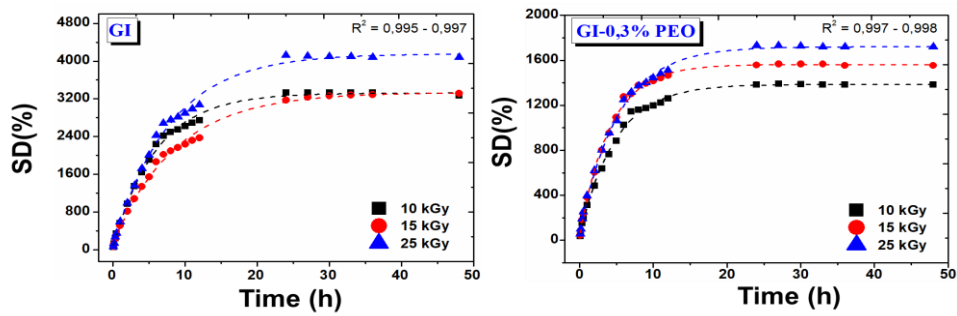 GI
R² = 0,995 - 0,997
4800
4000
3200
2400
1600
800
0
SD(%)
10 kGy
15 kGy
25 kGy
0 10 20 30 40 50
Time (h)
GI-0,3% PEO
R² = 0,997 - 0,998
2000
1600
1200
800
400
0
SD(%)
10 kGy
15 kGy
25 kGy
0 10 20 30 40 50
Time (h)